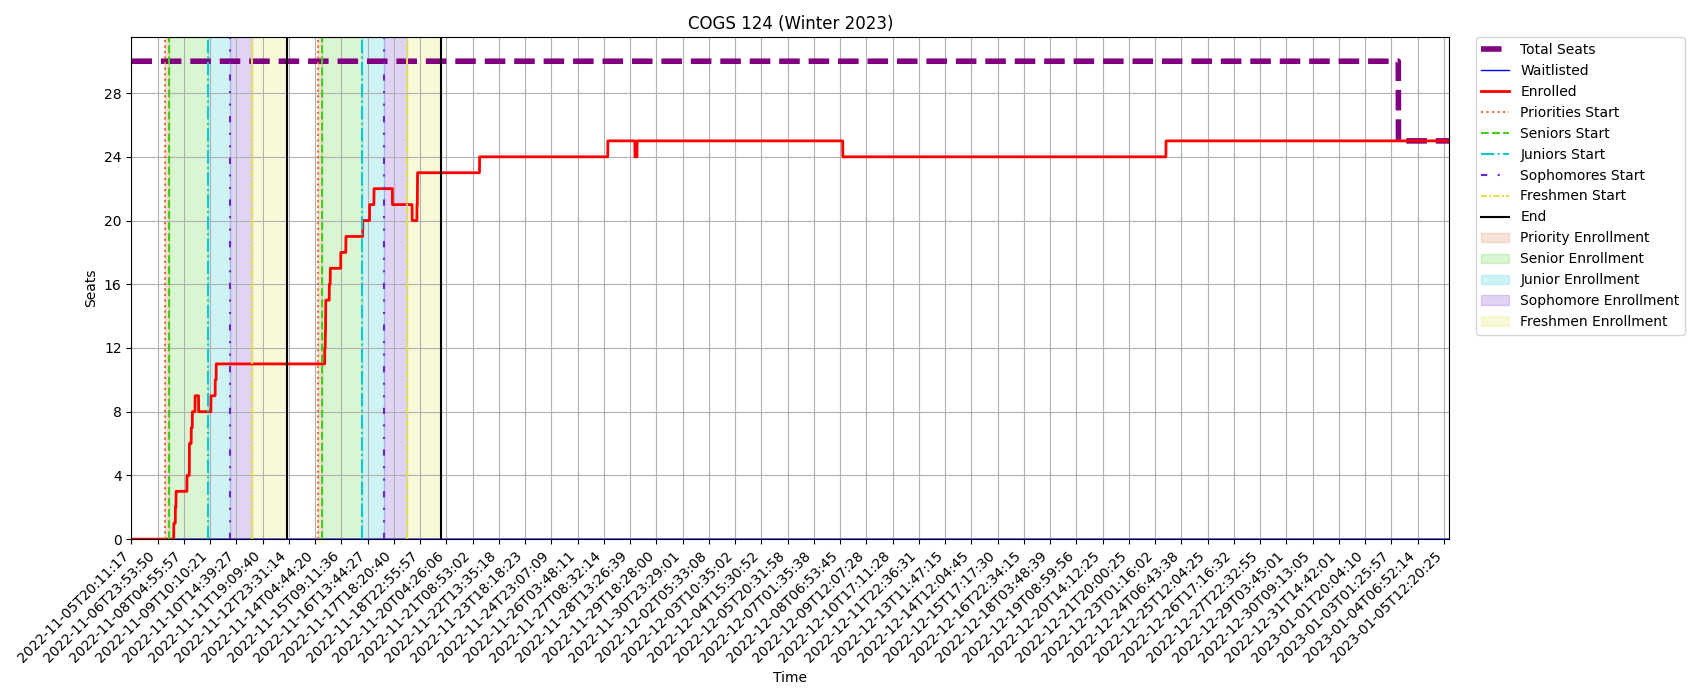 COGS 124 (Winter 2023)
Seats
28
24
20
16
12
8
4
0
2022-11-05T20:11:17
2022-11-06T23:53:50
2022-11-08T04:55:57
2022-11-09T10:10:21
2022-11-10T14:39:27
2022-11-11T19:09:40
2022-11-12T23:31:14
2022-11-14T04:44:20
2022-11-15T09:11:36
2022-11-16T13:44:27
2022-11-17T18:20:40
2022-11-18T22:55:57
2022-11-20T04:26:06
2022-11-21T08:53:02
2022-11-22T13:35:18
2022-11-23T18:18:23
2022-11-24T23:07:09
2022-11-26T03:48:11
2022-11-27T08:32:14
2022-11-28T13:26:39
2022-11-29T18:28:00
2022-11-30T23:29:01
2022-12-02T05:33:08
2022-12-03T10:35:02
2022-12-04T15:30:52
2022-12-05T20:31:58
2022-12-07T01:35:38
2022-12-08T06:53:45
2022-12-09T12:07:28
2022-12-10T17:11:28
2022-12-11T22:36:31
2022-12-13T11:47:15
2022-12-14T12:04:45
2022-12-15T17:17:30
2022-12-16T22:34:15
2022-12-18T03:48:39
2022-12-19T08:59:56
2022-12-20T14:12:25
2022-12-21T20:00:25
2022-12-23T01:16:02
2022-12-24T06:43:38
2022-12-25T12:04:25
2022-12-26T17:16:32
2022-12-27T22:32:55
2022-12-29T03:45:01
2022-12-30T09:13:05
2022-12-31T14:42:01
2023-01-01T20:04:10
2023-01-03T01:25:57
2023-01-04T06:52:14
2023-01-05T12:20:25
Time
Total Seats
Waitlisted
Enrolled
Priorities Start
Seniors Start
Juniors Start
Sophomores Start
Freshmen Start
End
Priority Enrollment
Senior Enrollment
Junior Enrollment
Sophomore Enrollment
Freshmen Enrollment